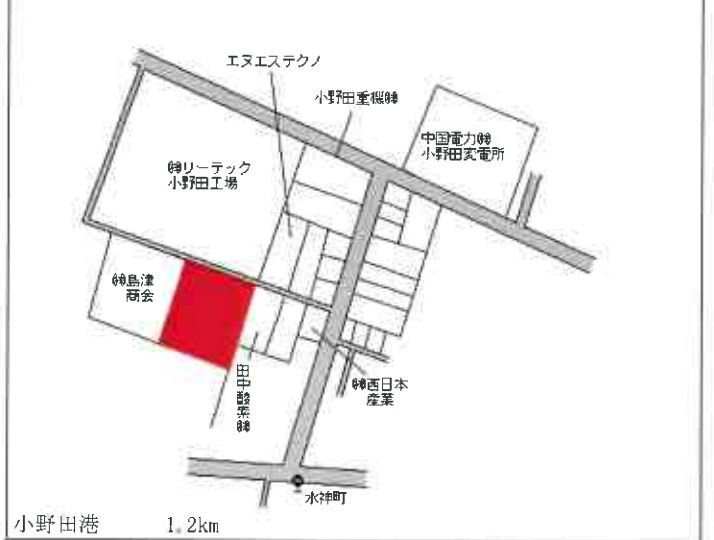 エヌエステクノ
小野田重機㈱
中国電力㈱
小野田変電所
㈱リーテック
小野田工場
㈱島津
商会
田中酸素㈱
㈱西日本
産業
水神町
小野田港 1.2km